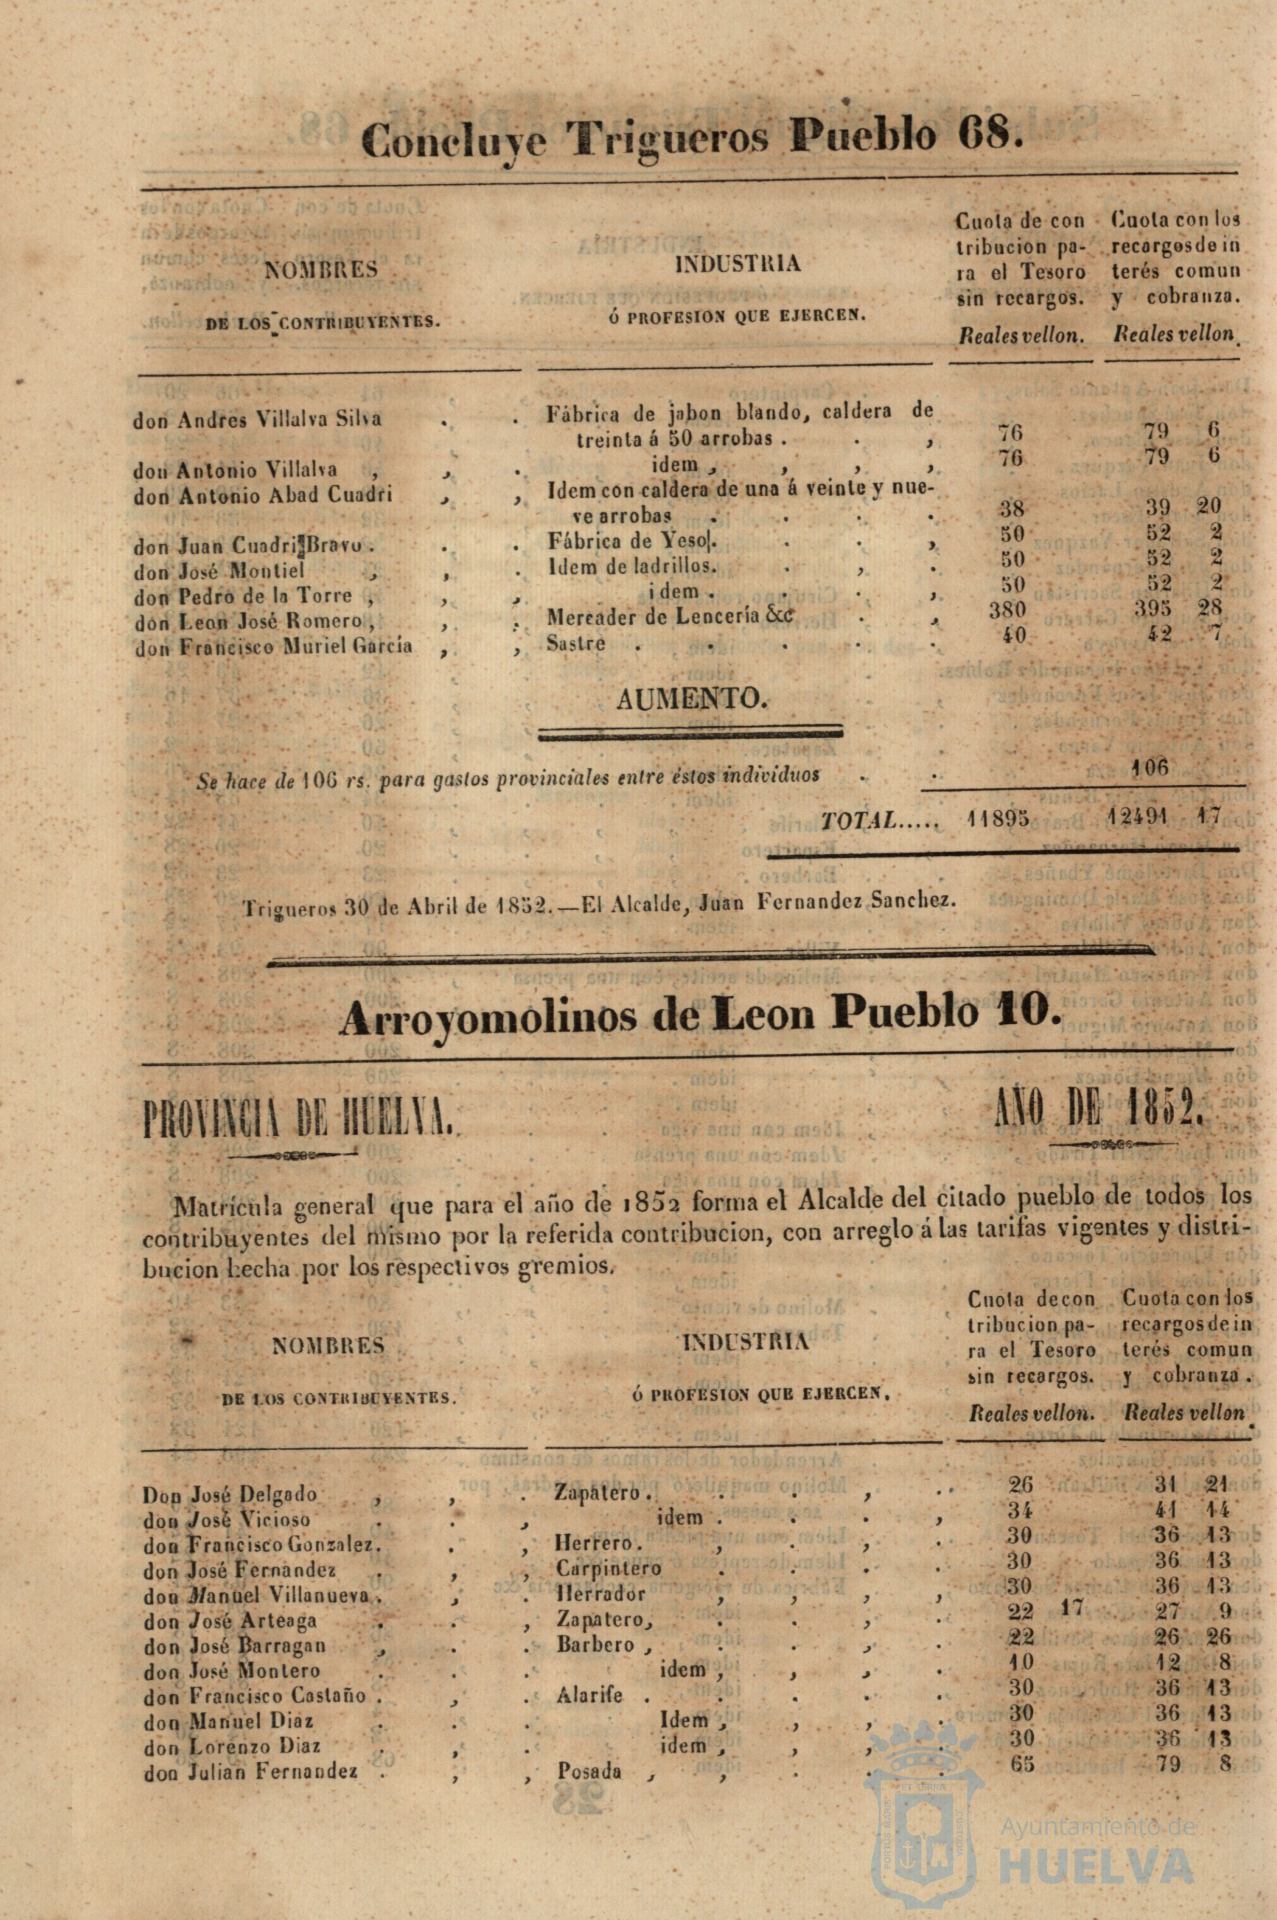 Concluye Trigueros Pueblo 68.
NOMBRES
DE LOS CONTRIBUYENTES.
INDUSTRIA
Ó PROFESION QUE EJERCEN.
Cuota de con
tribucion pa-
ra el Tesoro
sin recargos.
Reales vellon.
Cuota con los
recargos de in
terés comun
y cobranza.
Reales vellon.
don Andres Villalva Silva . . Fábrica de jabon blando, caldera de
treinta á 50 arrobas . . , 76 79 6
don Antonio Villalva , , . idem , , , , 76 79 6
don Antonio Abad Cuadri , , Idem con caldera de una á veinte y nue-
ve arrobas . . . . 38 39 20
don Juan Cuadri Bravo . . . Fábrica de Yeso. . . , 50 52 2
don José Montiel , , . Idem de ladrillos. . , . 50 52 2
don Pedro de la Torre , , , idem . . . , 50 52 2
don Leon José Romero , , . Mercader de Lencería &c . , 380 395 28
don Francisco Muriel García , , Sastre . . . . . 40 42 7
AUMENTO.
Se hace de 106 rs. para gastos provinciales entre éstos individuos . . 106
TOTAL..... 11895 12491 17
Trigueros 30 de Abril de 1852.—El Alcalde, Juan Fernandez Sanchez.
Arroyomolinos de Leon Pueblo 10.
PROVINCIA DE HUELVA. AÑO DE 1852.
Matrícula general que para el año de 1852 forma el Alcalde del citado pueblo de todos los
contribuyentes del mismo por la referida contribucion, con arreglo á las tarifas vigentes y distri-
bucion hecha por los respectivos gremios.
NOMBRES
DE LOS CONTRIBUYENTES.
INDUSTRIA
Ó PROFESION QUE EJERCEN.
Cuota de con
tribucion pa-
ra el Tesoro
sin recargos.
Reales vellon.
Cuota con los
recargos de in
terés comun
y cobranza.
Reales vellon.
Don José Delgado , , . Zapatero . . . , . 26 31 21
don José Vicioso . . , idem . . . , 34 41 14
don Francisco Gonzalez. . , Herrero. , . , . 30 36 13
don José Fernandez . , , Carpintero . . . . 30 36 13
don Manuel Villanueva . , . Herrador , , , , 30 36 13
don José Arteaga . . , Zapatero, . . , . 22 17 27 9
don José Barragan , . . Barbero , . . , . 22 26 26
don José Montero . . . idem , , , . 10 12 8
don Francisco Castaño . , . Alarife . . . . . 30 36 13
don Manuel Diaz . . . Idem , , , . 30 36 13
don Lorenzo Diaz . , . idem , , , . 30 36 13
don Julian Fernandez . , , Posada , , . . . 65 79 8
Ayuntamiento de
HUELVA